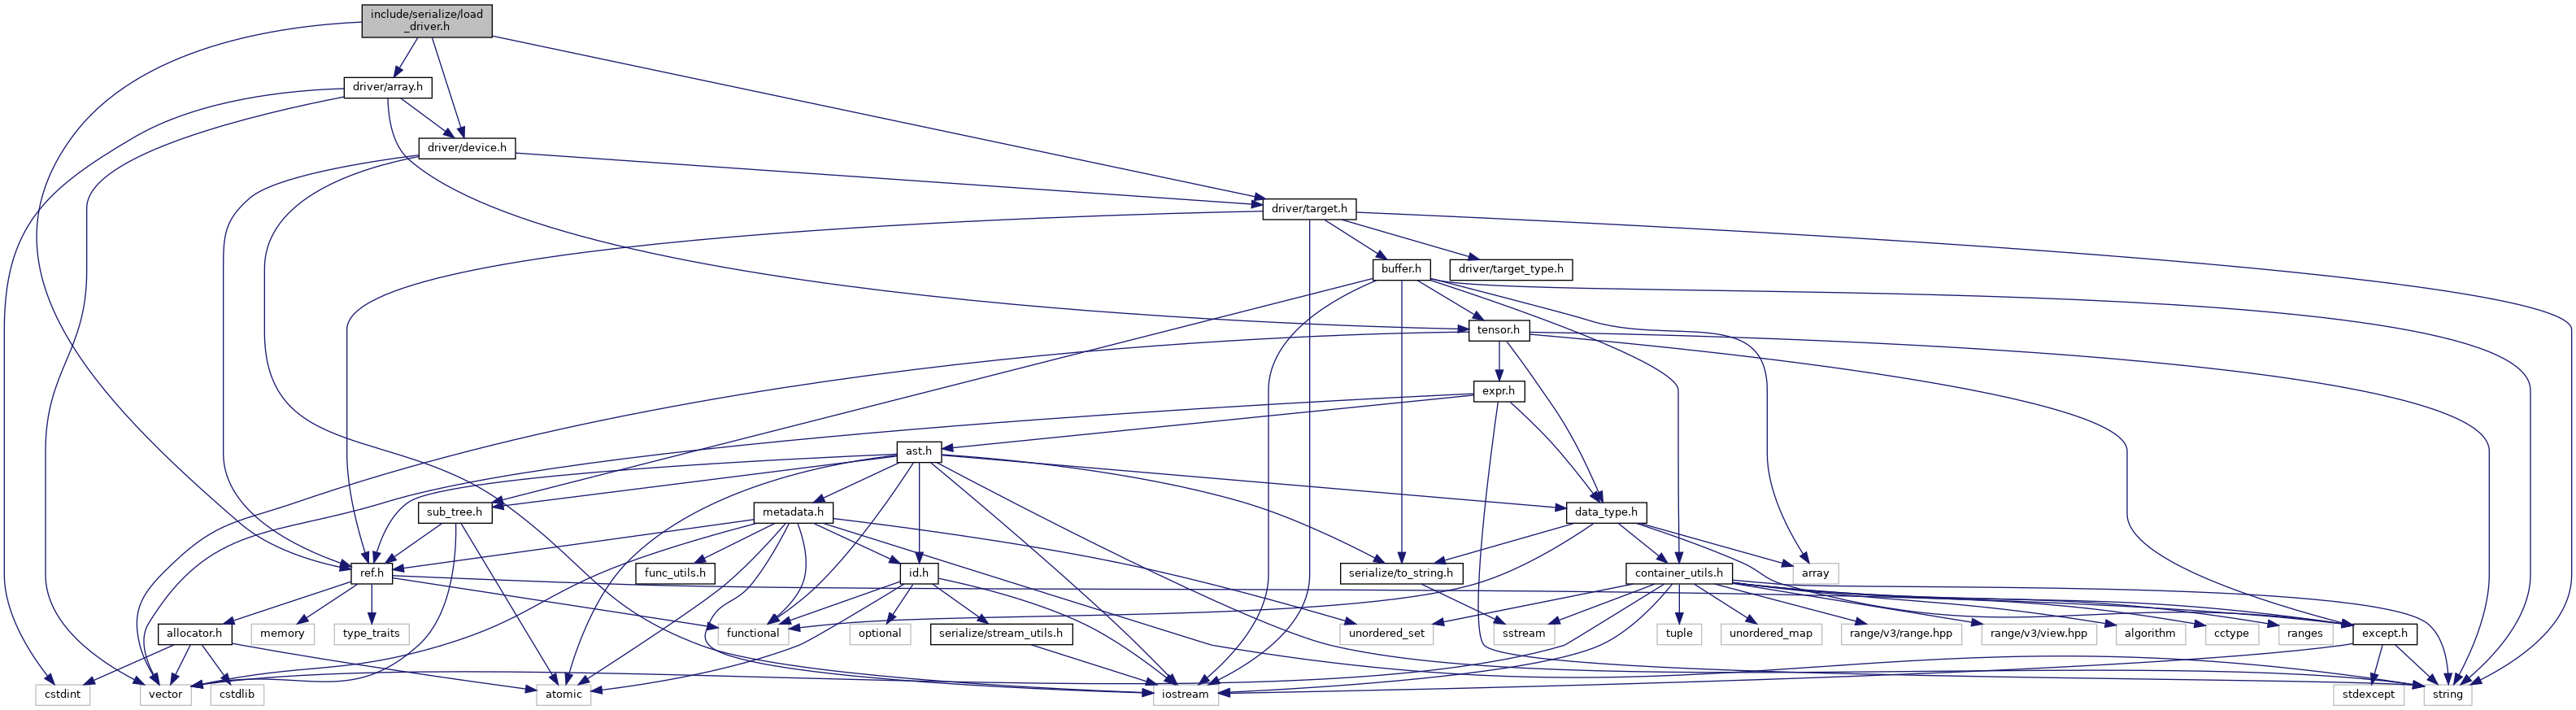 include/serialize/load
_driver.h
driver/array.h
driver/device.h
driver/target.h
buffer.h
driver/target_type.h
tensor.h
expr.h
ast.h
sub_tree.h
metadata.h
data_type.h
ref.h
func_utils.h
id.h
serialize/to_string.h
container_utils.h
array
allocator.h
memory
type_traits
functional
optional
serialize/stream_utils.h
unordered_set
sstream
tuple
unordered_map
range/v3/range.hpp
range/v3/view.hpp
algorithm
cctype
ranges
except.h
cstdint
vector
cstdlib
atomic
iostream
stdexcept
string